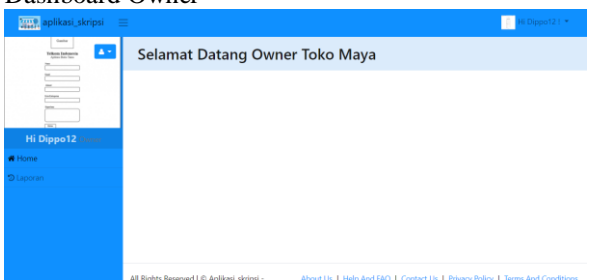 Dashboard Owner
aplikasi_skripsi
Hi Dippo12 !
Selamat Datang Owner Toko Maya
Hi Dippo12
Home
Laporan
All Rights Reserved | © Aplikasi_skripsi -
About Us | Help And FAQ | Contact Us | Privacy Policy | Terms And Conditions